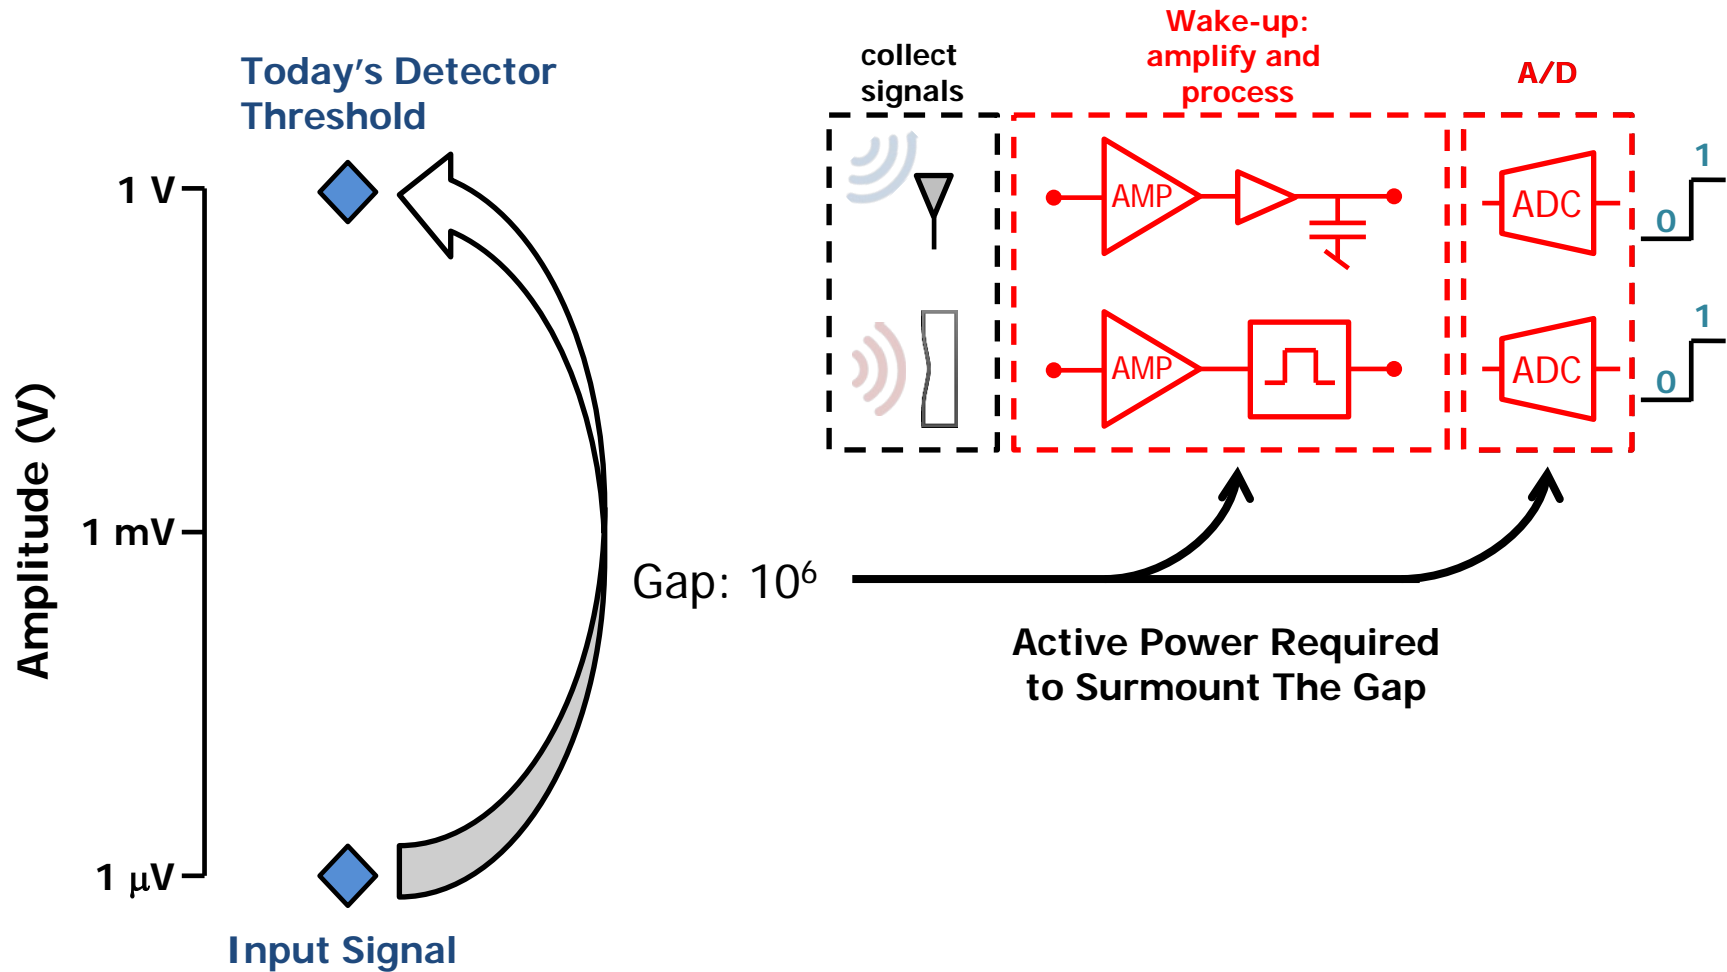 Today's Detector
Threshold
1 V
1 mV
1 μV
Amplitude (V)
Input Signal
Gap: 10⁶
collect
signals
Wake-up:
amplify and
process
A/D
AMP
ADC
0
1
AMP
ADC
0
1
Active Power Required
to Surmount The Gap